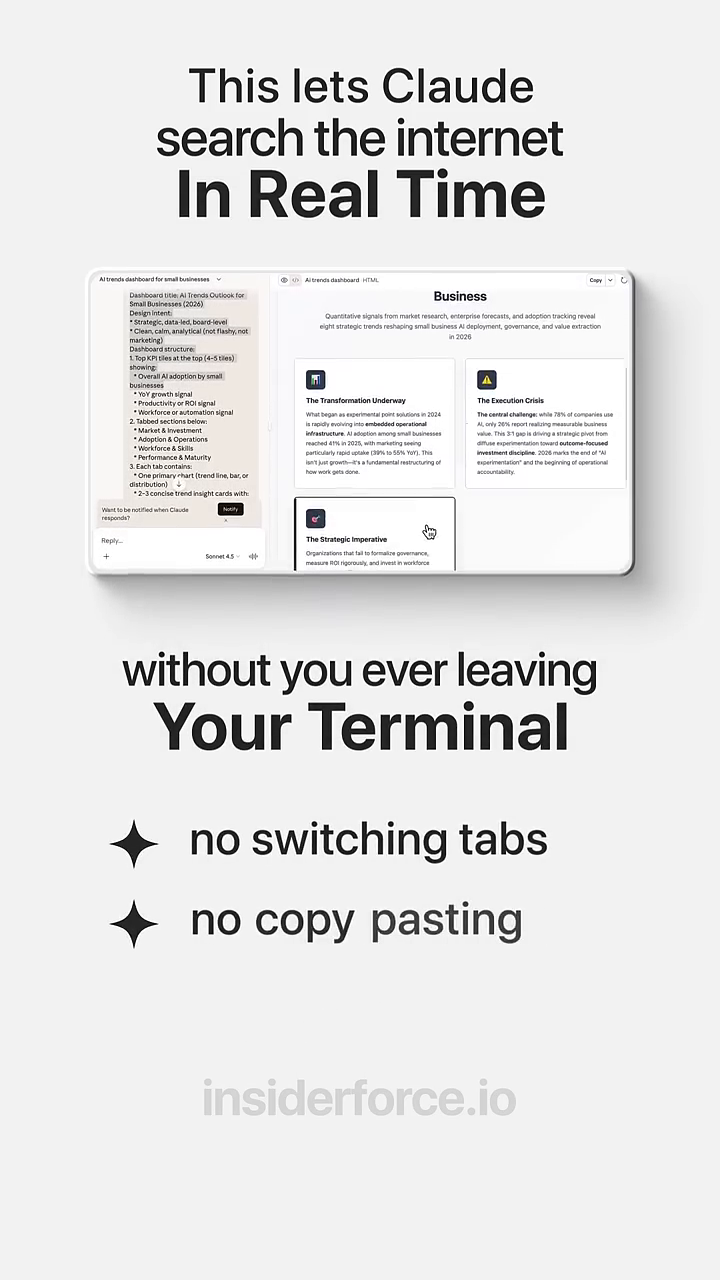 This lets Claude
search the internet
In Real Time
AI trends dashboard for small businesses
Dashboard title: AI Trends Outlook for
Small Businesses (2026)
Design intent:
* Strategic, data-led, board-level
* Clean, calm, analytical (not flashy, not
marketing)
Dashboard structure:
1. Top KPI tiles at the top (4–5 tiles)
showing:
* Overall AI adoption by small
businesses
* YoY growth signal
* Productivity or ROI signal
* Workforce or automation signal
2. Tabbed sections below:
* Market & Investment
* Adoption & Operations
* Workforce & Skills
* Performance & Maturity
3. Each tab contains:
* One primary chart (trend line, bar, or
distribution)
* 2–3 concise trend insight cards with:
Want to be notified when Claude
responds?
Notify
Reply...
Sonnet 4.5
AI trends dashboard · HTML
Copy
Business
Quantitative signals from market research, enterprise forecasts, and adoption tracking reveal
eight strategic trends reshaping small business AI deployment, governance, and value extraction
in 2026
The Transformation Underway
What began as experimental point solutions in 2024
is rapidly evolving into embedded operational
infrastructure. AI adoption among small businesses
reached 41% in 2025, with marketing seeing
particularly rapid uptake (39% to 55% YoY). This
isn't just growth—it's a fundamental restructuring of
how work gets done.
The Execution Crisis
The central challenge: while 78% of companies use
AI, only 26% report realizing measurable business
value. This 3:1 gap is driving a strategic pivot from
diffuse experimentation toward outcome-focused
investment discipline. 2026 marks the end of "AI
experimentation" and the beginning of operational
accountability.
The Strategic Imperative
Organizations that fail to formalize governance,
measure ROI rigorously, and invest in workforce
without you ever leaving
Your Terminal
no switching tabs
no copy pasting
insiderforce.io